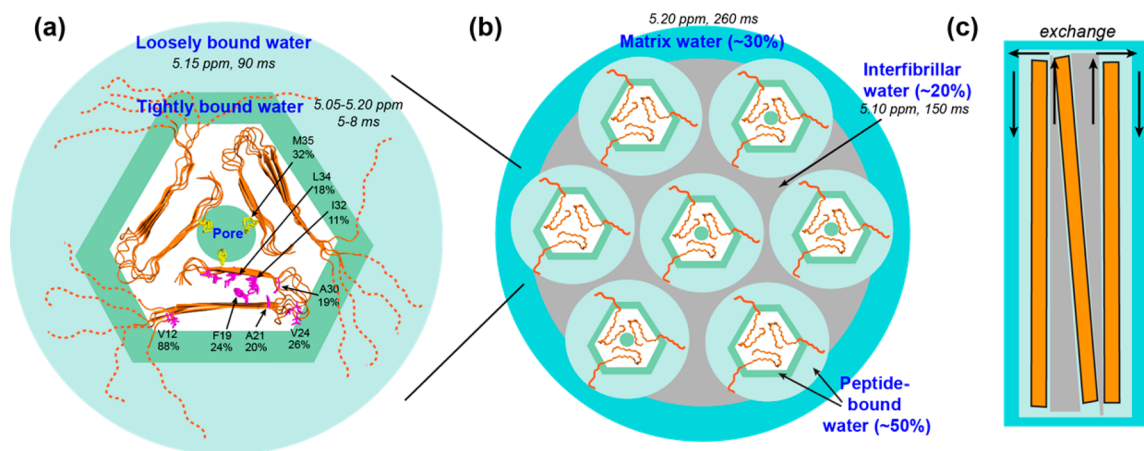 (a)
Loosely bound water
5.15 ppm, 90 ms
Tightly bound water
5.05-5.20 ppm
5-8 ms
M35
32%
L34
18%
I32
11%
Pore
A30
19%
V12
88%
F19
24%
A21
20%
V24
26%
(b)
5.20 ppm, 260 ms
Matrix water (~30%)
Interfibrillar
water (~20%)
5.10 ppm, 150 ms
Peptide-
bound
water (~50%)
(c)
exchange